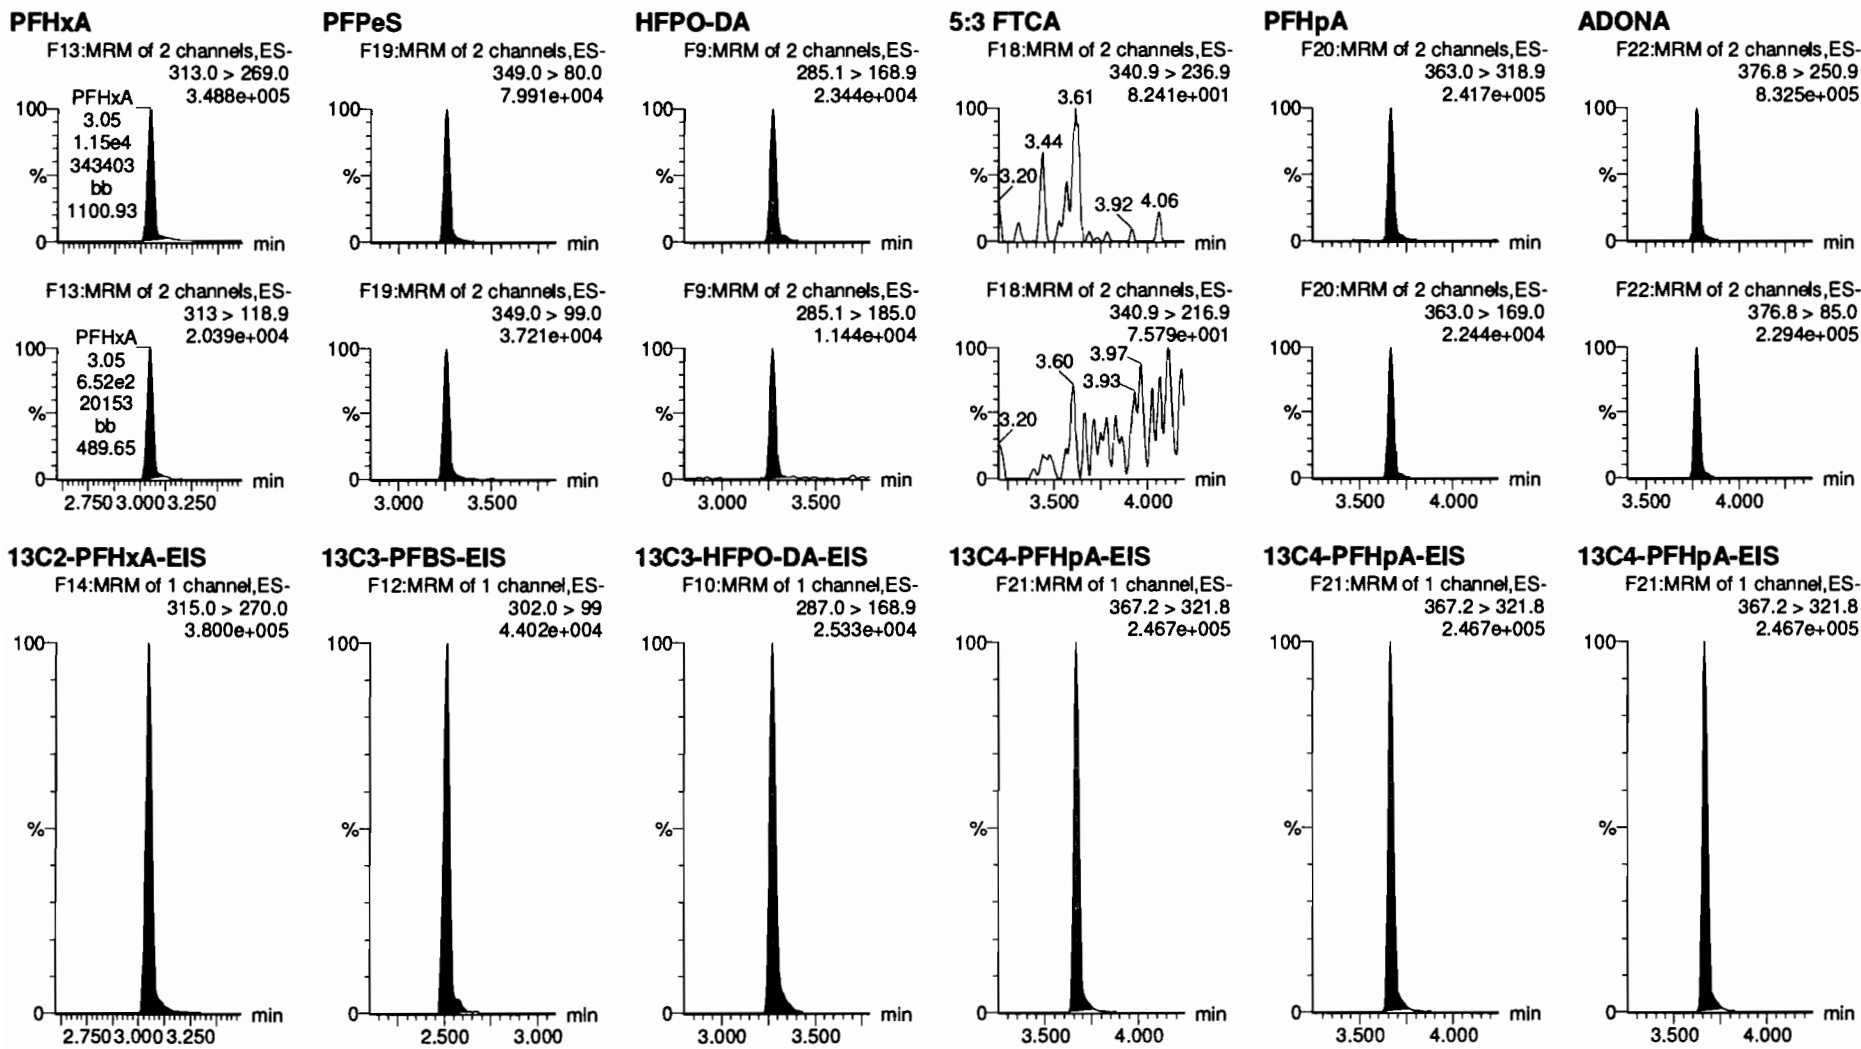 PFHxA
F13:MRM of 2 channels,ES-
313.0 > 269.0
3.488e+005
PFHxA
3.05
1.15e4
343403
bb
1100.93
100
%
0
min
F13:MRM of 2 channels,ES-
313 > 118.9
2.039e+004
PFHxA
3.05
6.52e2
20153
bb
489.65
100
%
0
min
2.750 3.000 3.250
PFPeS
F19:MRM of 2 channels,ES-
349.0 > 80.0
7.991e+004
100
%
0
min
F19:MRM of 2 channels,ES-
349.0 > 99.0
3.721e+004
100
%
0
min
3.000 3.500
HFPO-DA
F9:MRM of 2 channels,ES-
285.1 > 168.9
2.344e+004
100
%
0
min
F9:MRM of 2 channels,ES-
285.1 > 185.0
1.144e+004
100
%
0
min
3.000 3.500
5:3 FTCA
F18:MRM of 2 channels,ES-
340.9 > 236.9
8.241e+001
3.61
100
3.44
%
3.20
3.92 4.06
0
min
F18:MRM of 2 channels,ES-
340.9 > 216.9
7.579e+001
100
3.60 3.97
3.93
%
3.20
0
min
3.500 4.000
PFHpA
F20:MRM of 2 channels,ES-
363.0 > 318.9
2.417e+005
100
%
0
min
F20:MRM of 2 channels,ES-
363.0 > 169.0
2.244e+004
100
%
0
min
3.500 4.000
ADONA
F22:MRM of 2 channels,ES-
376.8 > 250.9
8.325e+005
100
%
0
min
F22:MRM of 2 channels,ES-
376.8 > 85.0
2.294e+005
100
%
0
min
3.500 4.000
13C2-PFHxA-EIS
F14:MRM of 1 channel,ES-
315.0 > 270.0
3.800e+005
100
%
0
min
2.750 3.000 3.250
13C3-PFBS-EIS
F12:MRM of 1 channel,ES-
302.0 > 99
4.402e+004
100
%
0
min
2.500 3.000
13C3-HFPO-DA-EIS
F10:MRM of 1 channel,ES-
287.0 > 168.9
2.533e+004
100
%
0
min
3.000 3.500
13C4-PFHpA-EIS
F21:MRM of 1 channel,ES-
367.2 > 321.8
2.467e+005
100
%
0
min
3.500 4.000
13C4-PFHpA-EIS
F21:MRM of 1 channel,ES-
367.2 > 321.8
2.467e+005
100
%
0
min
3.500 4.000
13C4-PFHpA-EIS
F21:MRM of 1 channel,ES-
367.2 > 321.8
2.467e+005
100
%
0
min
3.500 4.000